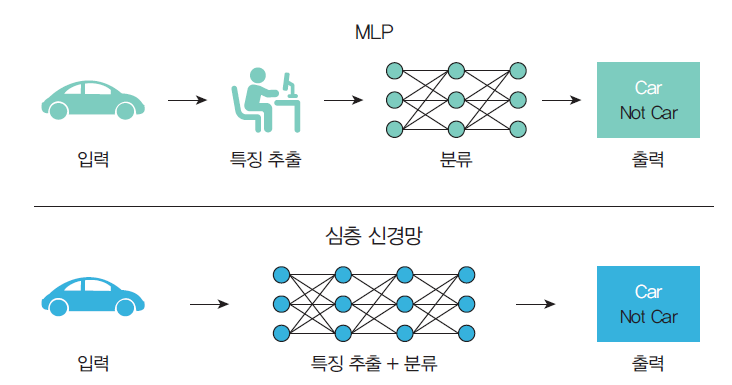 MLP
Car
Not Car
입력
특징 추출
분류
출력
심층 신경망
Car
Not Car
입력
특징 추출 + 분류
출력